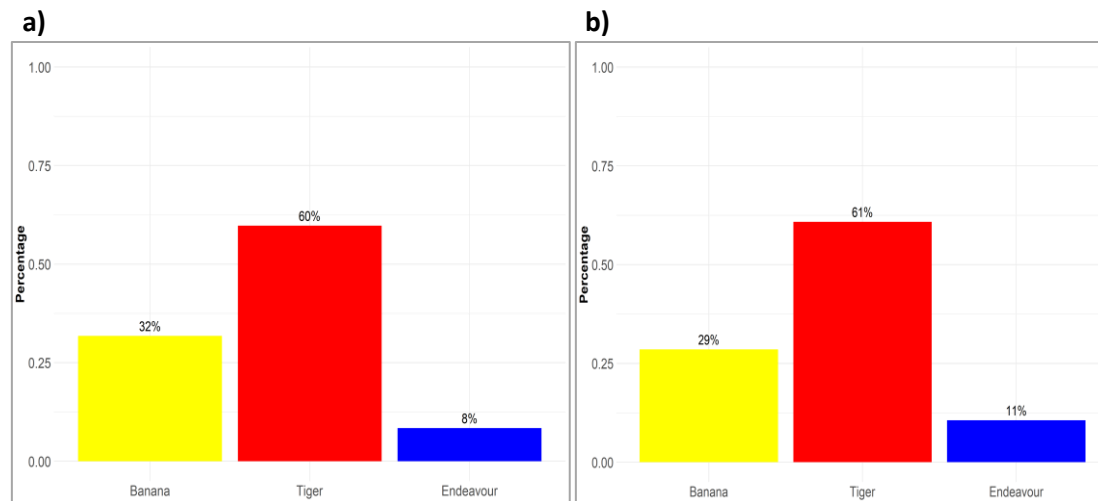 a)
1.00
0.75
0.50
0.25
0.00
Percentage
60%
32%
8%
Banana
Tiger
Endeavour
b)
1.00
0.75
0.50
0.25
0.00
Percentage
61%
29%
11%
Banana
Tiger
Endeavour